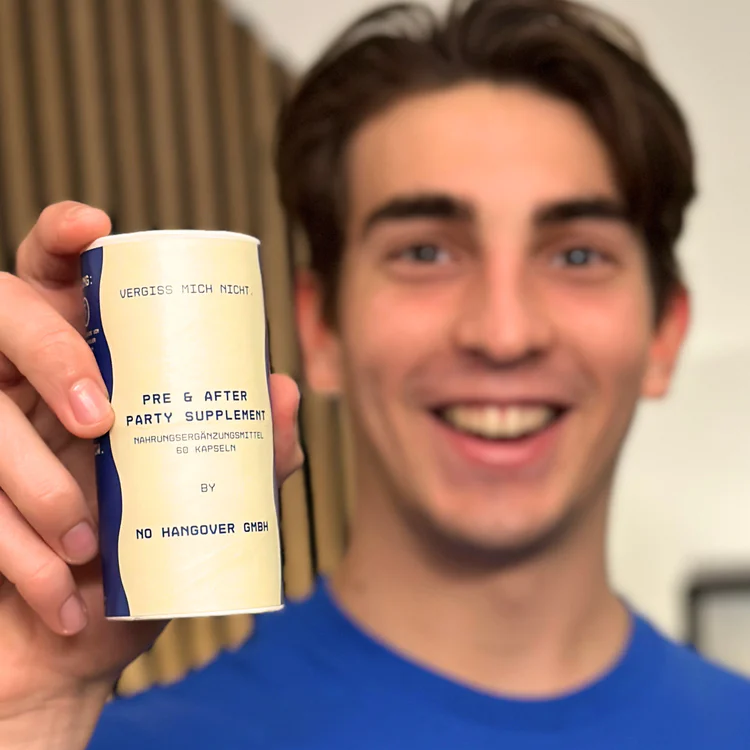 VERGISS MICH NICHT.
PRE & AFTER
PARTY SUPPLEMENT
NAHRUNGSERGÄNZUNGSMITTEL
60 KAPSELN
BY
NO HANGOVER GMBH